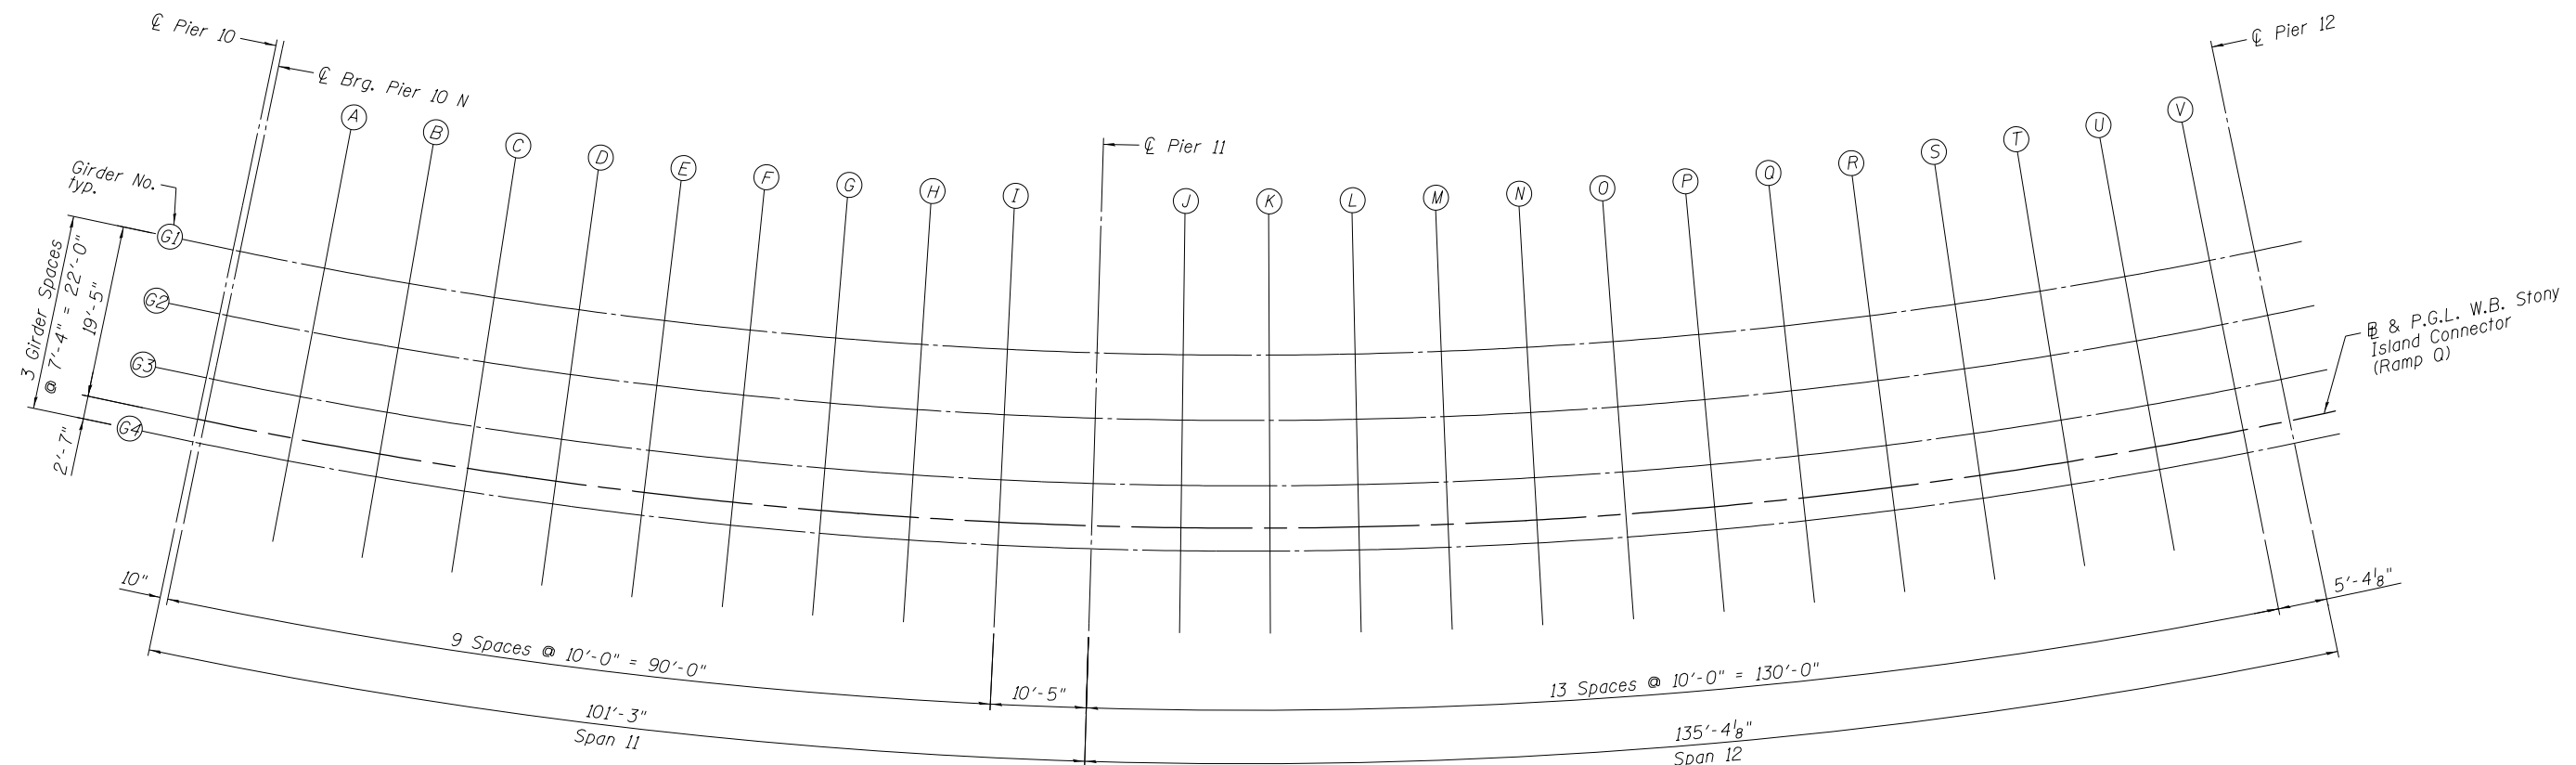 ℄ Pier 10
℄ Brg. Pier 10 N
℄ Pier 11
℄ Pier 12
A
B
C
D
E
F
G
H
I
J
K
L
M
N
O
P
Q
R
S
T
U
V
Girder No.
typ.
G1
G2
G3
G4
3 Girder Spaces
@ 7'-4" = 22'-0"
19'-5"
2'-7"
& P.G.L. W.B. Stony
Island Connector
(Ramp Q)
10"
9 Spaces @ 10'-0" = 90'-0"
10'-5"
13 Spaces @ 10'-0" = 130'-0"
5'-4⅛"
101'-3"
Span 11
135'-4⅛"
Span 12